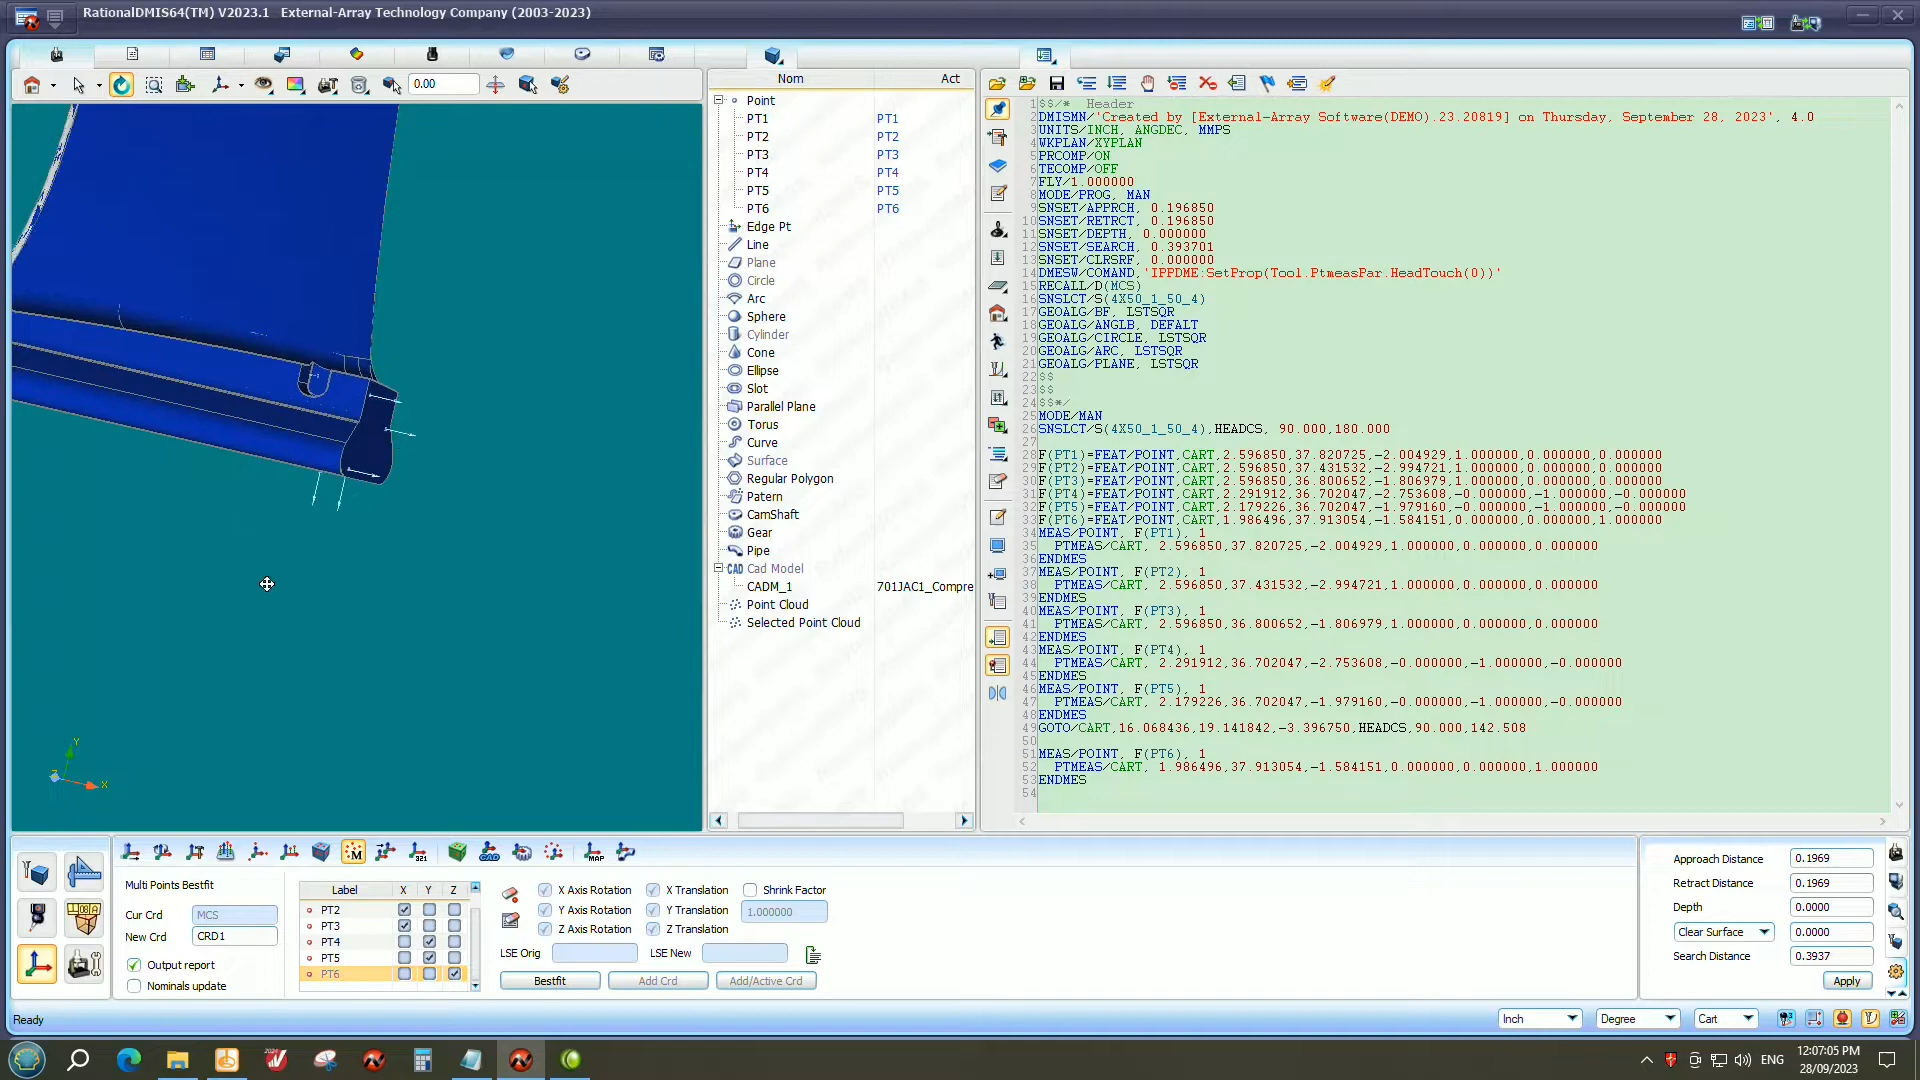 RationalDMIS64(TM) V2023.1   External-Array Technology Company (2003-2023)
0.00
Nom
Act
Point
PT1 PT1
PT2 PT2
PT3 PT3
PT4 PT4
PT5 PT5
PT6 PT6
Edge Pt
Line
Plane
Circle
Arc
Sphere
Cylinder
Cone
Ellipse
Slot
Parallel Plane
Torus
Curve
Surface
Regular Polygon
Patern
CamShaft
Gear
Pipe
CAD Cad Model
CADM_1 701JAC1_Compre
Point Cloud
Selected Point Cloud
1 $$/*  Header
2 DMISMN/'Created by [External-Array Software(DEMO).23.20819] on Thursday, September 28, 2023', 4.0
3 UNITS/INCH, ANGDEC, MMPS
4 WKPLAN/XYPLAN
5 PRCOMP/ON
6 TECOMP/OFF
7 FLY/1.000000
8 MODE/PROG, MAN
9 SNSET/APPRCH, 0.196850
10 SNSET/RETRCT, 0.196850
11 SNSET/DEPTH, 0.000000
12 SNSET/SEARCH, 0.393701
13 SNSET/CLRSRF, 0.000000
14 DMESW/COMAND,'IPPDME:SetProp(Tool.PtmeasPar.HeadTouch(0))'
15 RECALL/D(MCS)
16 SNSLCT/S(4X50_1_50_4)
17 GEOALG/BF, LSTSQR
18 GEOALG/ANGLB, DEFALT
19 GEOALG/CIRCLE, LSTSQR
20 GEOALG/ARC, LSTSQR
21 GEOALG/PLANE, LSTSQR
22 $$
23 $$
24 $$*/
25 MODE/MAN
26 SNSLCT/S(4X50_1_50_4),HEADCS, 90.000,180.000
27
28 F(PT1)=FEAT/POINT,CART,2.596850,37.820725,-2.004929,1.000000,0.000000,0.000000
29 F(PT2)=FEAT/POINT,CART,2.596850,37.431532,-2.994721,1.000000,0.000000,0.000000
30 F(PT3)=FEAT/POINT,CART,2.596850,36.800652,-1.806979,1.000000,0.000000,0.000000
31 F(PT4)=FEAT/POINT,CART,2.291912,36.702047,-2.753608,-0.000000,-1.000000,-0.000000
32 F(PT5)=FEAT/POINT,CART,2.179226,36.702047,-1.979160,-0.000000,-1.000000,-0.000000
33 F(PT6)=FEAT/POINT,CART,1.986496,37.913054,-1.584151,0.000000,0.000000,1.000000
34 MEAS/POINT, F(PT1), 1
35 PTMEAS/CART, 2.596850,37.820725,-2.004929,1.000000,0.000000,0.000000
36 ENDMES
37 MEAS/POINT, F(PT2), 1
38 PTMEAS/CART, 2.596850,37.431532,-2.994721,1.000000,0.000000,0.000000
39 ENDMES
40 MEAS/POINT, F(PT3), 1
41 PTMEAS/CART, 2.596850,36.800652,-1.806979,1.000000,0.000000,0.000000
42 ENDMES
43 MEAS/POINT, F(PT4), 1
44 PTMEAS/CART, 2.291912,36.702047,-2.753608,-0.000000,-1.000000,-0.000000
45 ENDMES
46 MEAS/POINT, F(PT5), 1
47 PTMEAS/CART, 2.179226,36.702047,-1.979160,-0.000000,-1.000000,-0.000000
48 ENDMES
49 GOTO/CART,16.068436,19.141842,-3.396750,HEADCS,90.000,142.508
50
51 MEAS/POINT, F(PT6), 1
52 PTMEAS/CART, 1.986496,37.913054,-1.584151,0.000000,0.000000,1.000000
53 ENDMES
54
Y
Z
X
M
321
CAD
MAP
Multi Points Bestfit
Cur Crd MCS
New Crd CRD1
Output report
Nominals update
Label X Y Z
PT2
PT3
PT4
PT5
PT6
X Axis Rotation X Translation Shrink Factor
Y Axis Rotation Y Translation 1.000000
Z Axis Rotation Z Translation
LSE Orig LSE New
Bestfit Add Crd Add/Active Crd
Approach Distance 0.1969
Retract Distance 0.1969
Depth 0.0000
Clear Surface 0.0000
Search Distance 0.3937
Apply
Ready
Inch Degree Cart
ENG
12:07:05 PM
28/09/2023